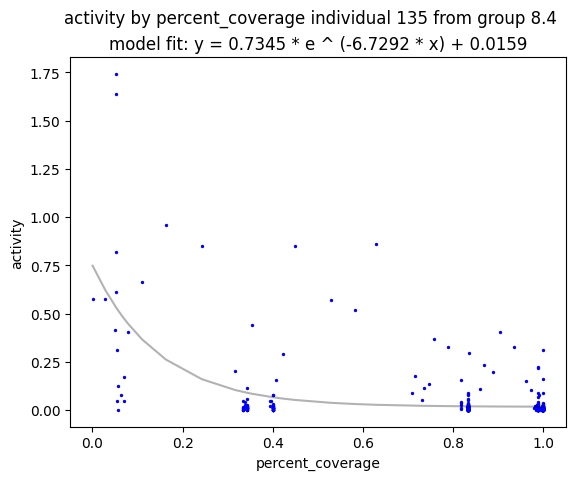 activity by percent_coverage individual 135 from group 8.4
model fit: y = 0.7345 * e ^ (-6.7292 * x) + 0.0159
1.75
1.50
1.25
1.00
0.75
0.50
0.25
0.00
activity
0.0 0.2 0.4 0.6 0.8 1.0
percent_coverage